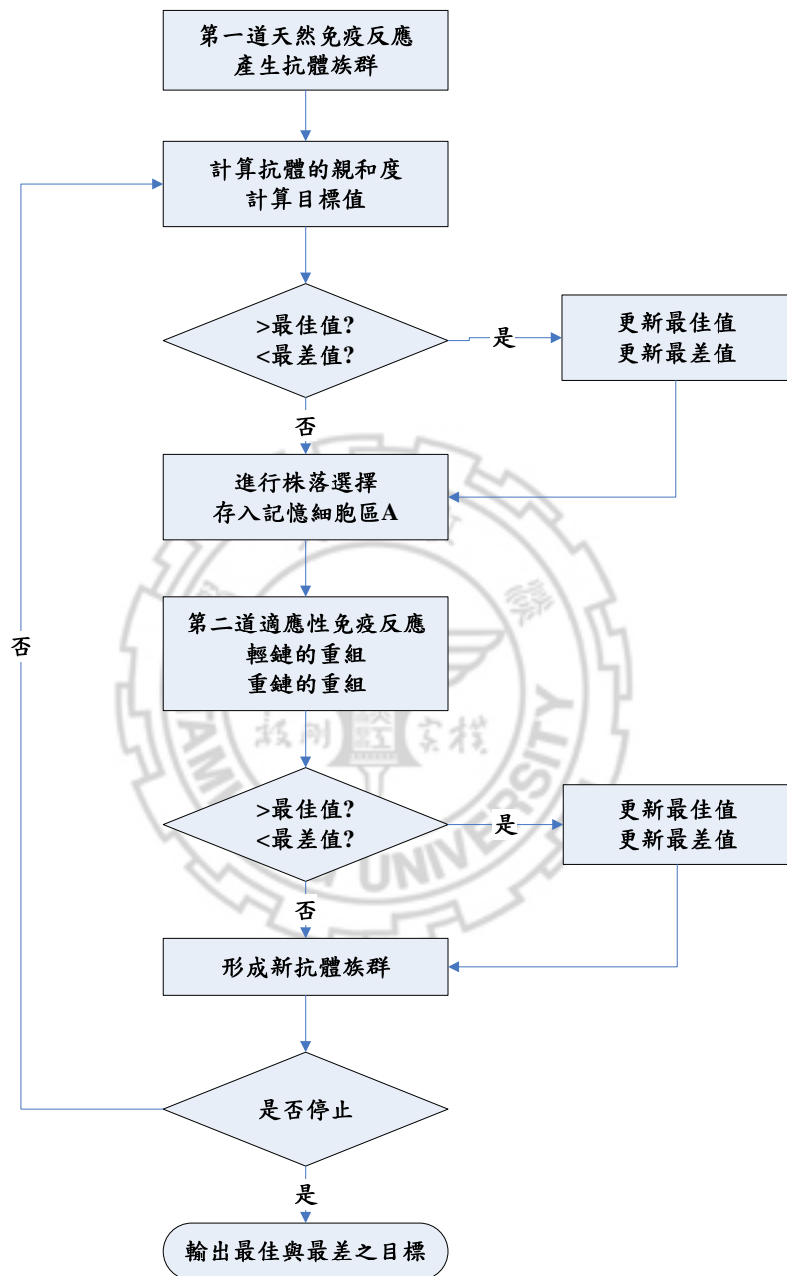 第一道天然免疫反應
產生抗體族群
計算抗體的親和度
計算目標值
>最佳值?
<最差值?
是
更新最佳值
更新最差值
否
進行株落選擇
存入記憶細胞區A
第二道適應性免疫反應
輕鏈的重組
重鏈的重組
否
>最佳值?
<最差值?
是
更新最佳值
更新最差值
否
形成新抗體族群
是否停止
是
輸出最佳與最差之目標
UNIVERSITY